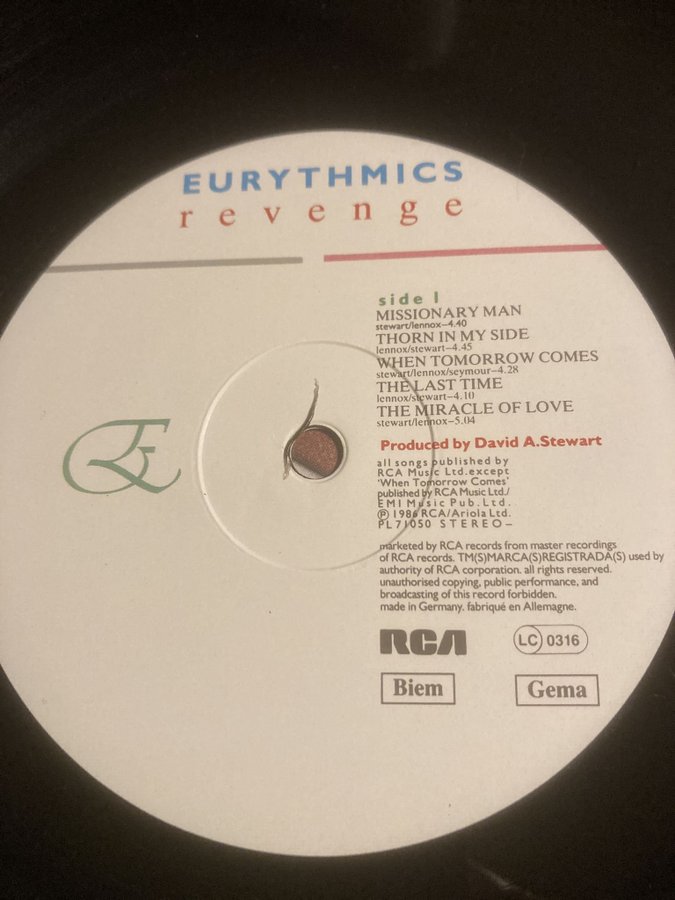 EURYTHMICS
revenge
side 1
MISSIONARY MAN
stewart/lennox–4.40
THORN IN MY SIDE
lennox/stewart–4.45
WHEN TOMORROW COMES
stewart/lennox/seymour–4.28
THE LAST TIME
lennox/stewart–4.10
THE MIRACLE OF LOVE
stewart/lennox–5.04
Produced by David A.Stewart
all songs published by
RCA Music Ltd.except
'When Tomorrow Comes'
published by RCA Music Ltd./
EMI Music Pub. Ltd.
℗ 1986 RCA/Ariola Ltd.
PL 71050 STEREO–
marketed by RCA records from master recordings
of RCA records. TM(S)MARCA(S)REGISTRADA(S) used by
authority of RCA corporation. all rights reserved.
unauthorised copying, public performance, and
broadcasting of this record forbidden.
made in Germany. fabriqué en Allemagne.
RCA
LC 0316
Biem
Gema